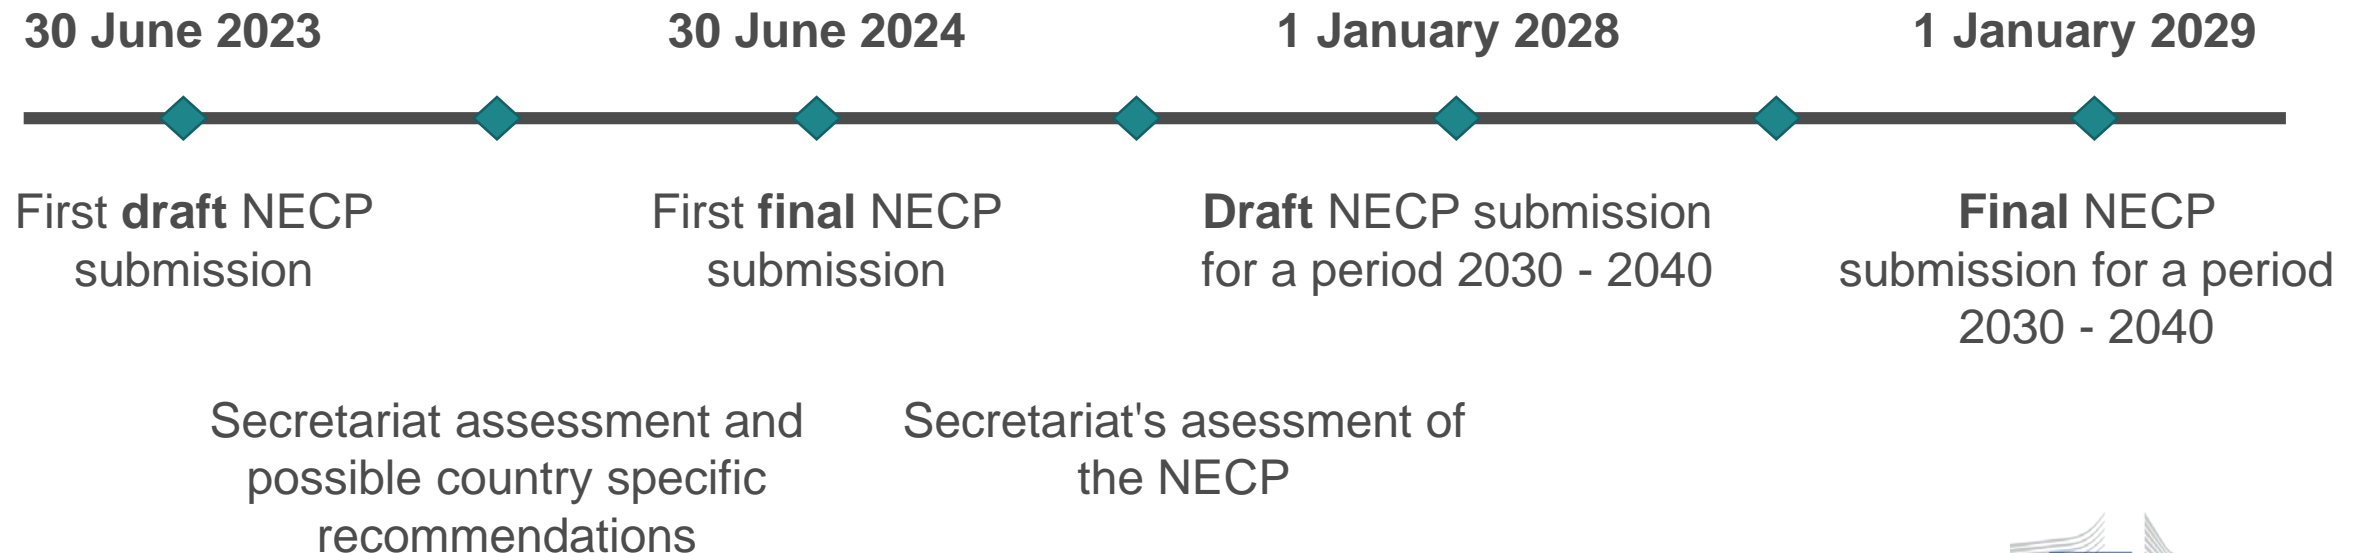 30 June 2023
30 June 2024
1 January 2028
1 January 2029
First draft NECP
submission
First final NECP
submission
Draft NECP submission
for a period 2030 - 2040
Final NECP
submission for a period
2030 - 2040
Secretariat assessment and
possible country specific
recommendations
Secretariat's asessment of
the NECP